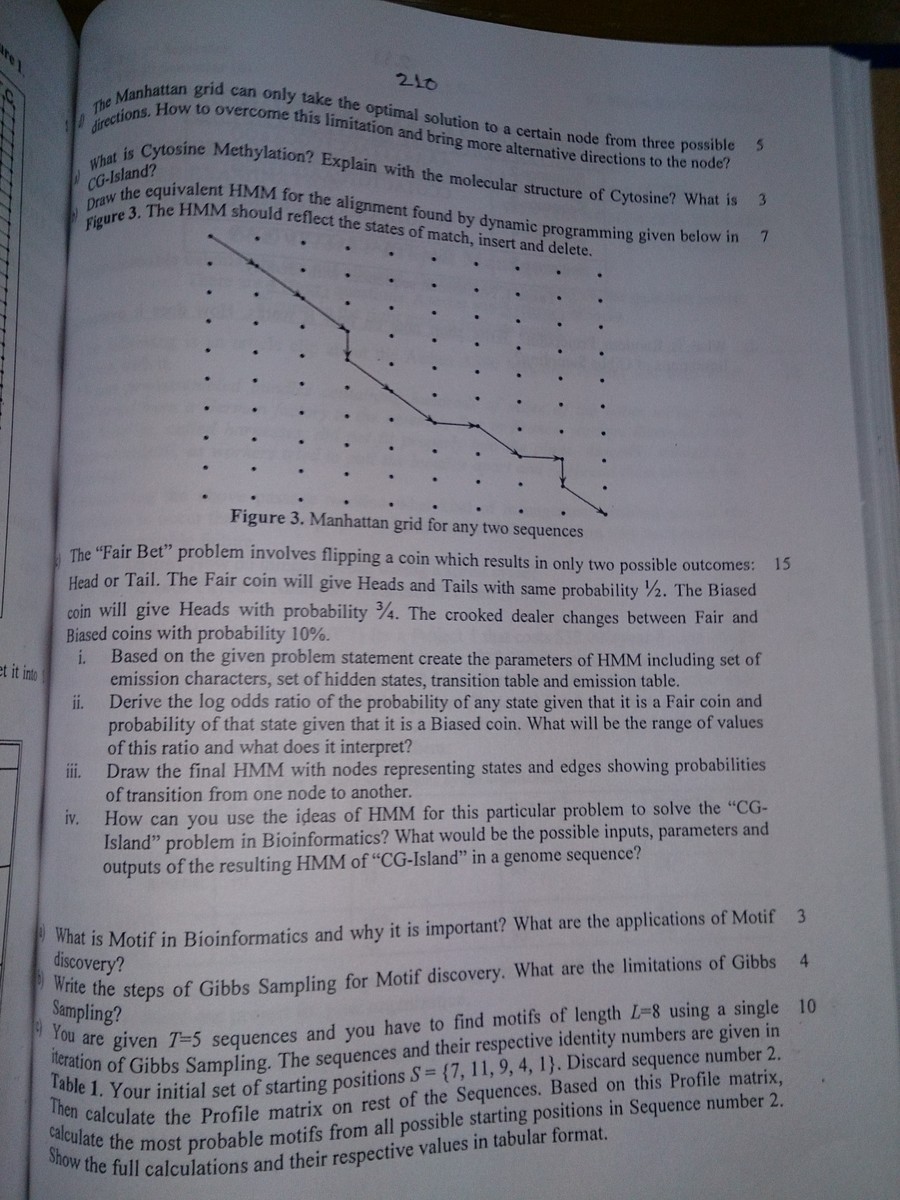 210
The Manhattan grid can only take the optimal solution to a certain node from three possible 5
directions. How to overcome this limitation and bring more alternative directions to the node?
What is Cytosine Methylation? Explain with the molecular structure of Cytosine? What is 3
CG-Island?
Draw the equivalent HMM for the alignment found by dynamic programming given below in 7
Figure 3. The HMM should reflect the states of match, insert and delete.
Figure 3. Manhattan grid for any two sequences
The “Fair Bet” problem involves flipping a coin which results in only two possible outcomes: 15
Head or Tail. The Fair coin will give Heads and Tails with same probability ½. The Biased
coin will give Heads with probability ¾. The crooked dealer changes between Fair and
Biased coins with probability 10%.
i. Based on the given problem statement create the parameters of HMM including set of
emission characters, set of hidden states, transition table and emission table.
ii. Derive the log odds ratio of the probability of any state given that it is a Fair coin and
probability of that state given that it is a Biased coin. What will be the range of values
of this ratio and what does it interpret?
iii. Draw the final HMM with nodes representing states and edges showing probabilities
of transition from one node to another.
iv. How can you use the ideas of HMM for this particular problem to solve the “CG-
Island” problem in Bioinformatics? What would be the possible inputs, parameters and
outputs of the resulting HMM of “CG-Island” in a genome sequence?
a) What is Motif in Bioinformatics and why it is important? What are the applications of Motif 3
discovery?
b) Write the steps of Gibbs Sampling for Motif discovery. What are the limitations of Gibbs 4
Sampling?
c) You are given T=5 sequences and you have to find motifs of length L=8 using a single 10
iteration of Gibbs Sampling. The sequences and their respective identity numbers are given in
Table 1. Your initial set of starting positions S = {7, 11, 9, 4, 1}. Discard sequence number 2.
Then calculate the Profile matrix on rest of the Sequences. Based on this Profile matrix,
calculate the most probable motifs from all possible starting positions in Sequence number 2.
Show the full calculations and their respective values in tabular format.